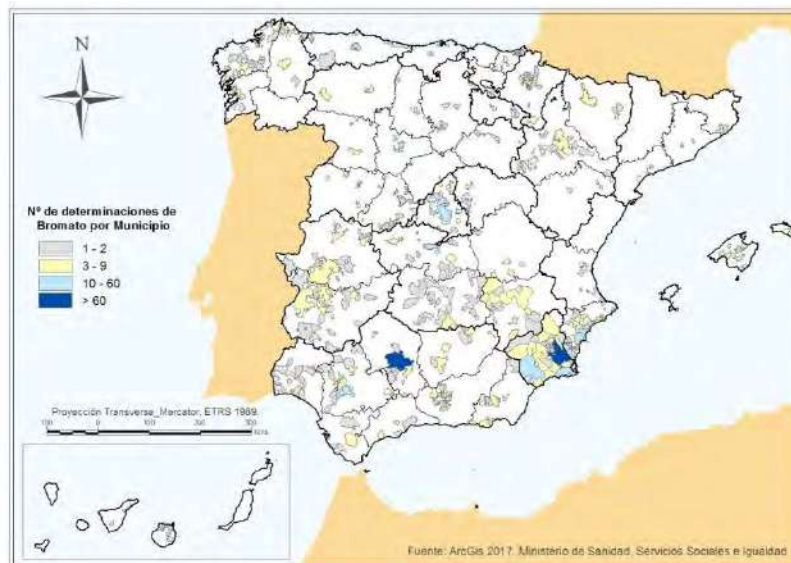 N
Nº de determinaciones de
Bromato por Municipio
1 - 2
3 - 9
10 - 60
> 60
Proyección Transverse_Mercator, ETRS 1989.
100 0 100 200 300
Fuente: ArcGis 2017. Ministerio de Sanidad, Servicios Sociales e Igualdad